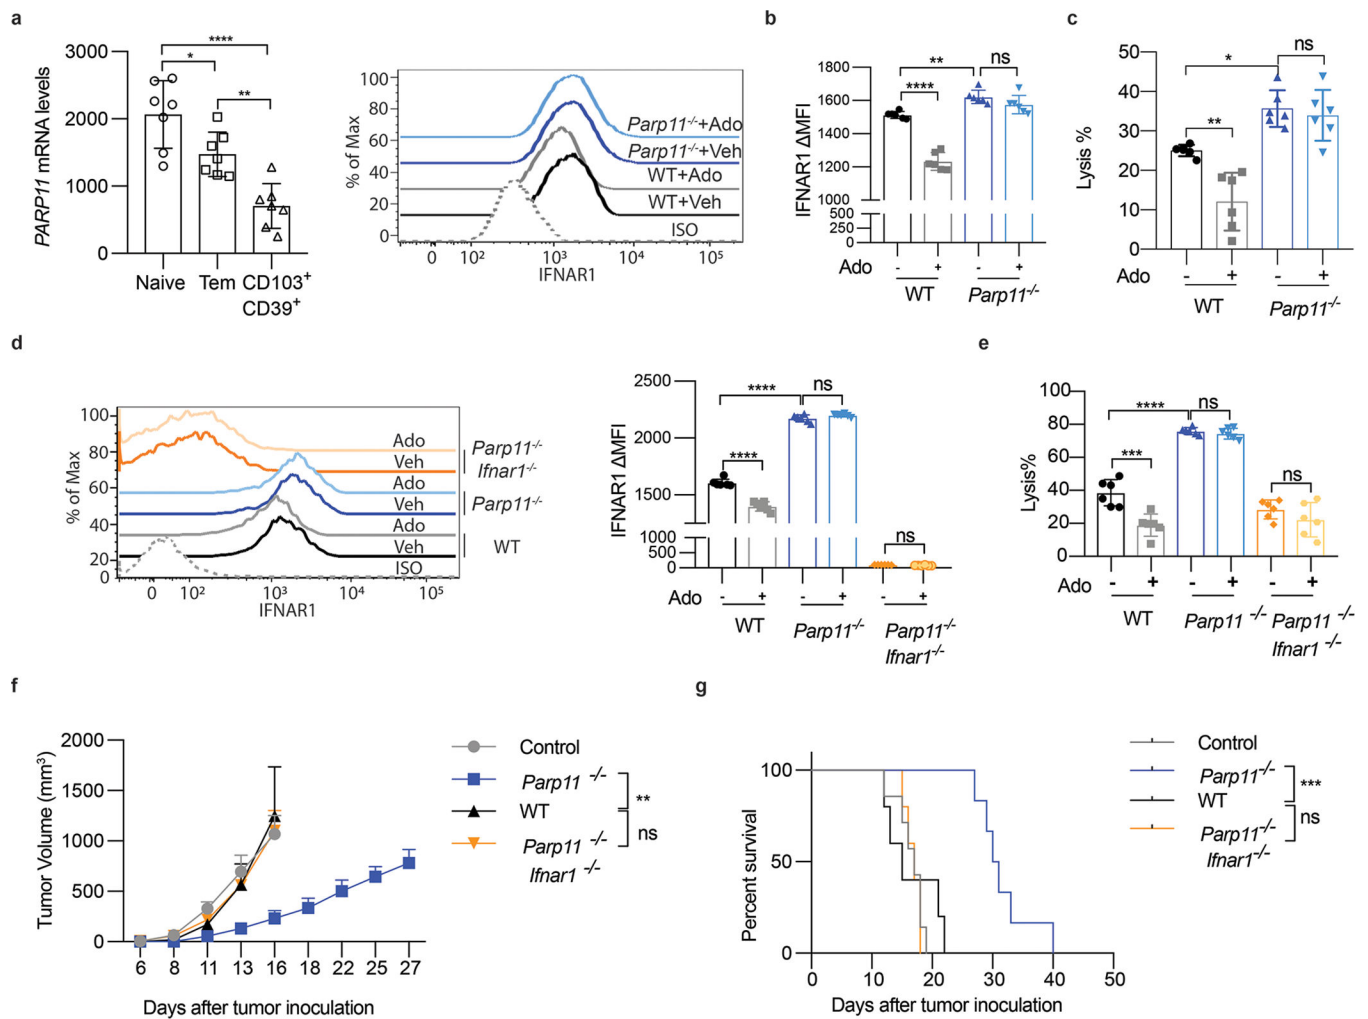 a
PARP11 mRNA levels
3000
2000
1000
0
**** 
*
**
Naive
Tem
CD103+
CD39+
% of Max
100
80
60
40
20
0
Parp11-/-+Ado
Parp11-/-+Veh
WT+Ado
WT+Veh
ISO
0 10² 10³ 10⁴ 10⁵
IFNAR1
b
IFNAR1 ΔMFI
1800
1600
1400
1200
1000
500
250
0
**
****
ns
Ado - + - +
WT Parp11-/-
c
Lysis %
50
40
30
20
10
0
*
ns
**
Ado - + - +
WT Parp11-/-
d
% of Max
100
80
60
40
20
0
Ado
Veh
Parp11-/-
Ifnar1-/-
Ado
Veh
Parp11-/-
Ado
Veh
WT
ISO
0 10² 10³ 10⁴ 10⁵
IFNAR1
IFNAR1 ΔMFI
2500
2000
1500
1000
500
0
****
ns
****
ns
Ado - + - + - +
WT Parp11-/- Parp11-/-
Ifnar1-/-
e
Lysis%
100
80
60
40
20
0
****
ns
***
ns
Ado - + - + - +
WT Parp11 -/- Parp11 -/-
Ifnar1 -/-
f
Tumor Volume (mm³)
2000
1500
1000
500
0
6 8 11 13 16 18 22 25 27
Days after tumor inoculation
Control
Parp11 -/-
WT
Parp11 -/-
Ifnar1 -/-
**
ns
g
Percent survival
100
50
0
0 10 20 30 40 50
Days after tumor inoculation
Control
Parp11-/-
WT
Parp11-/-
Ifnar1-/-
***
ns